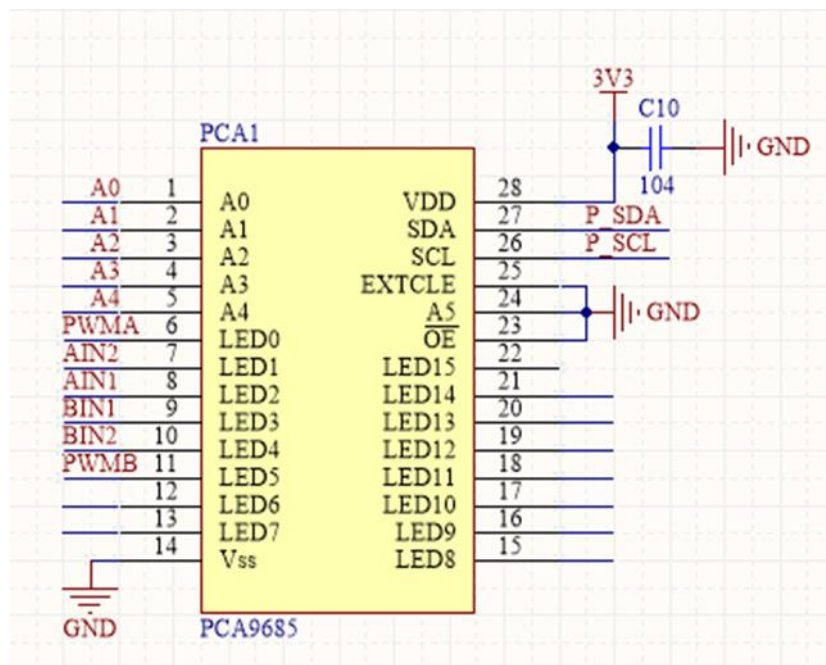 3V3
C10
GND
104
PCA1
A0 1 A0 VDD 28
A1 2 A1 SDA 27 P_SDA
A2 3 A2 SCL 26 P_SCL
A3 4 A3 EXTCLE 25
A4 5 A4 A5 24 GND
PWMA 6 LED0 OE 23
AIN2 7 LED1 LED15 22
AIN1 8 LED2 LED14 21
BIN1 9 LED3 LED13 20
BIN2 10 LED4 LED12 19
PWMB 11 LED5 LED11 18
12 LED6 LED10 17
13 LED7 LED9 16
14 Vss LED8 15
GND
PCA9685